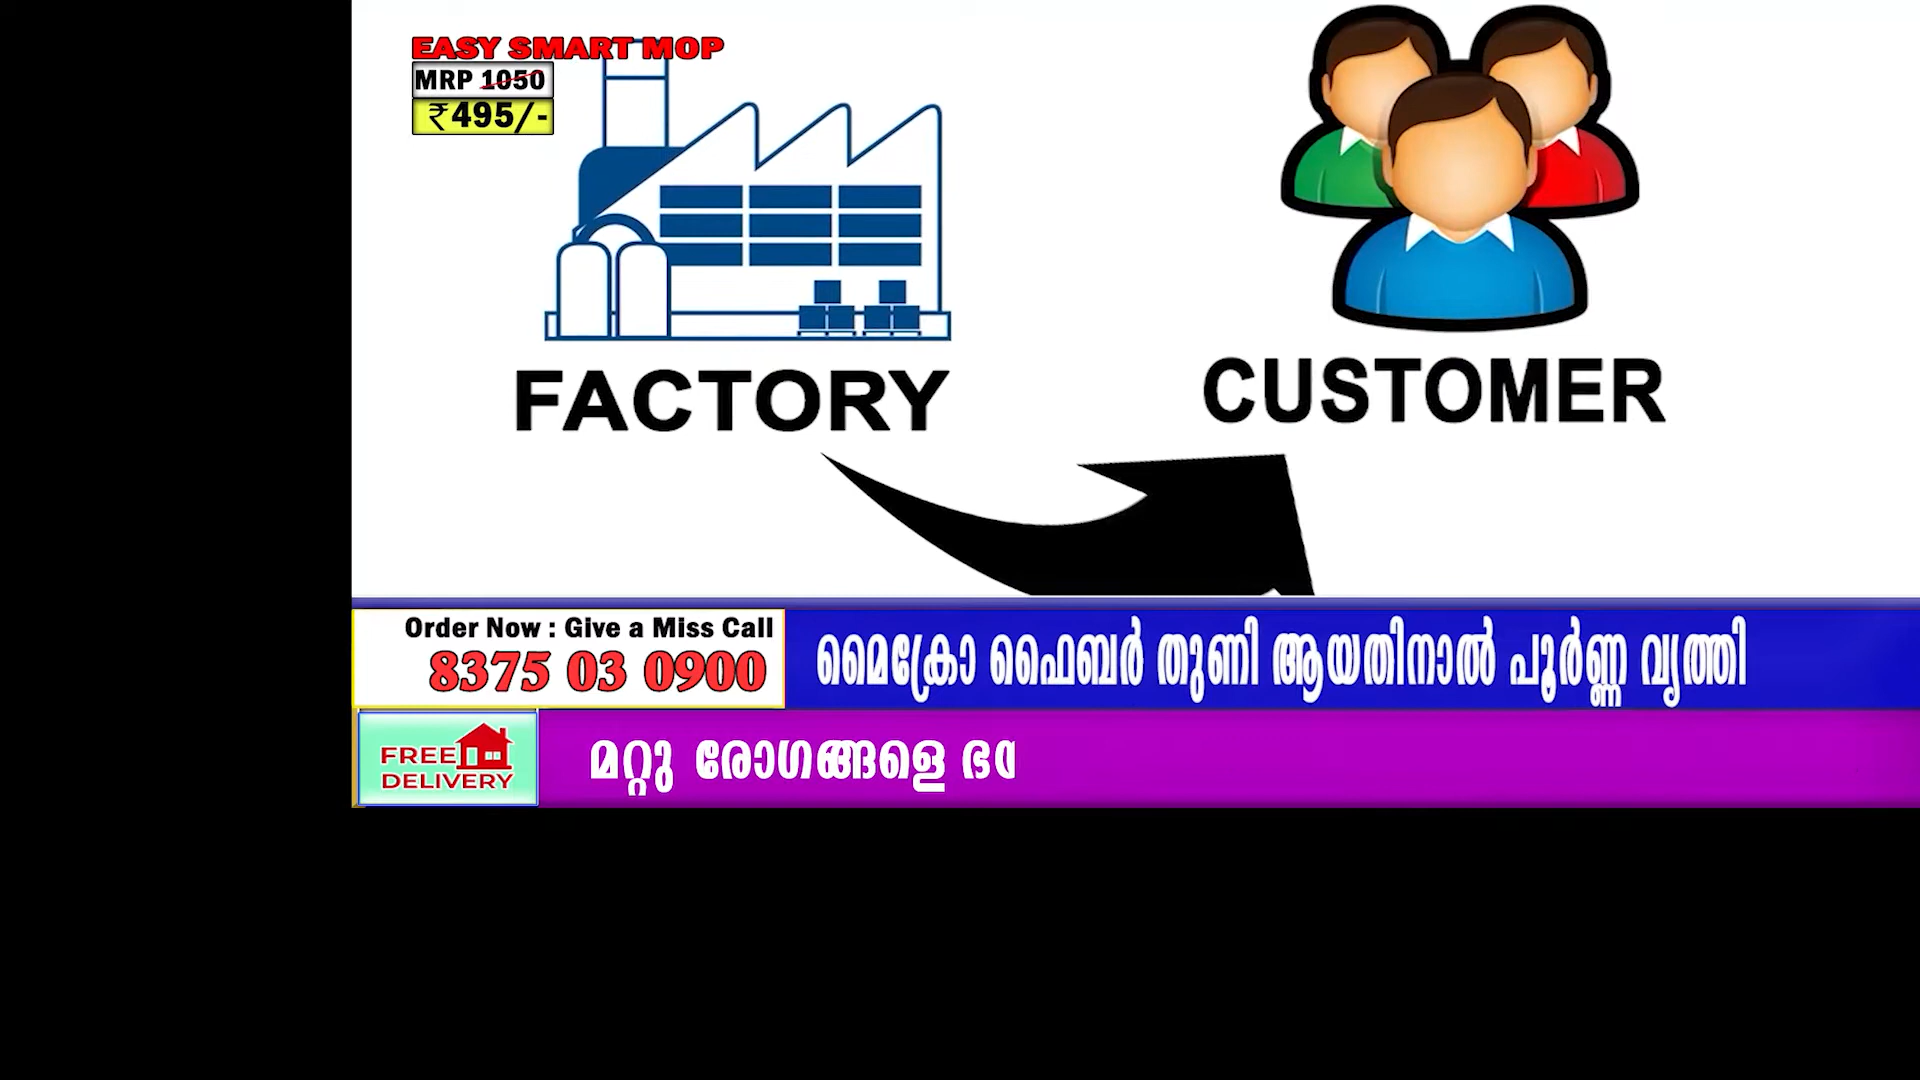 EASY SMART MOP
MRP 1050
₹495/-
FACTORY
CUSTOMER
Order Now : Give a Miss Call
8375 03 0900
മൈക്രോ ഫൈബർ തുണി ആയതിനാൽ പൂർണ്ണ വൃത്തി
FREE
DELIVERY
മറ്റു രോഗങ്ങളെ